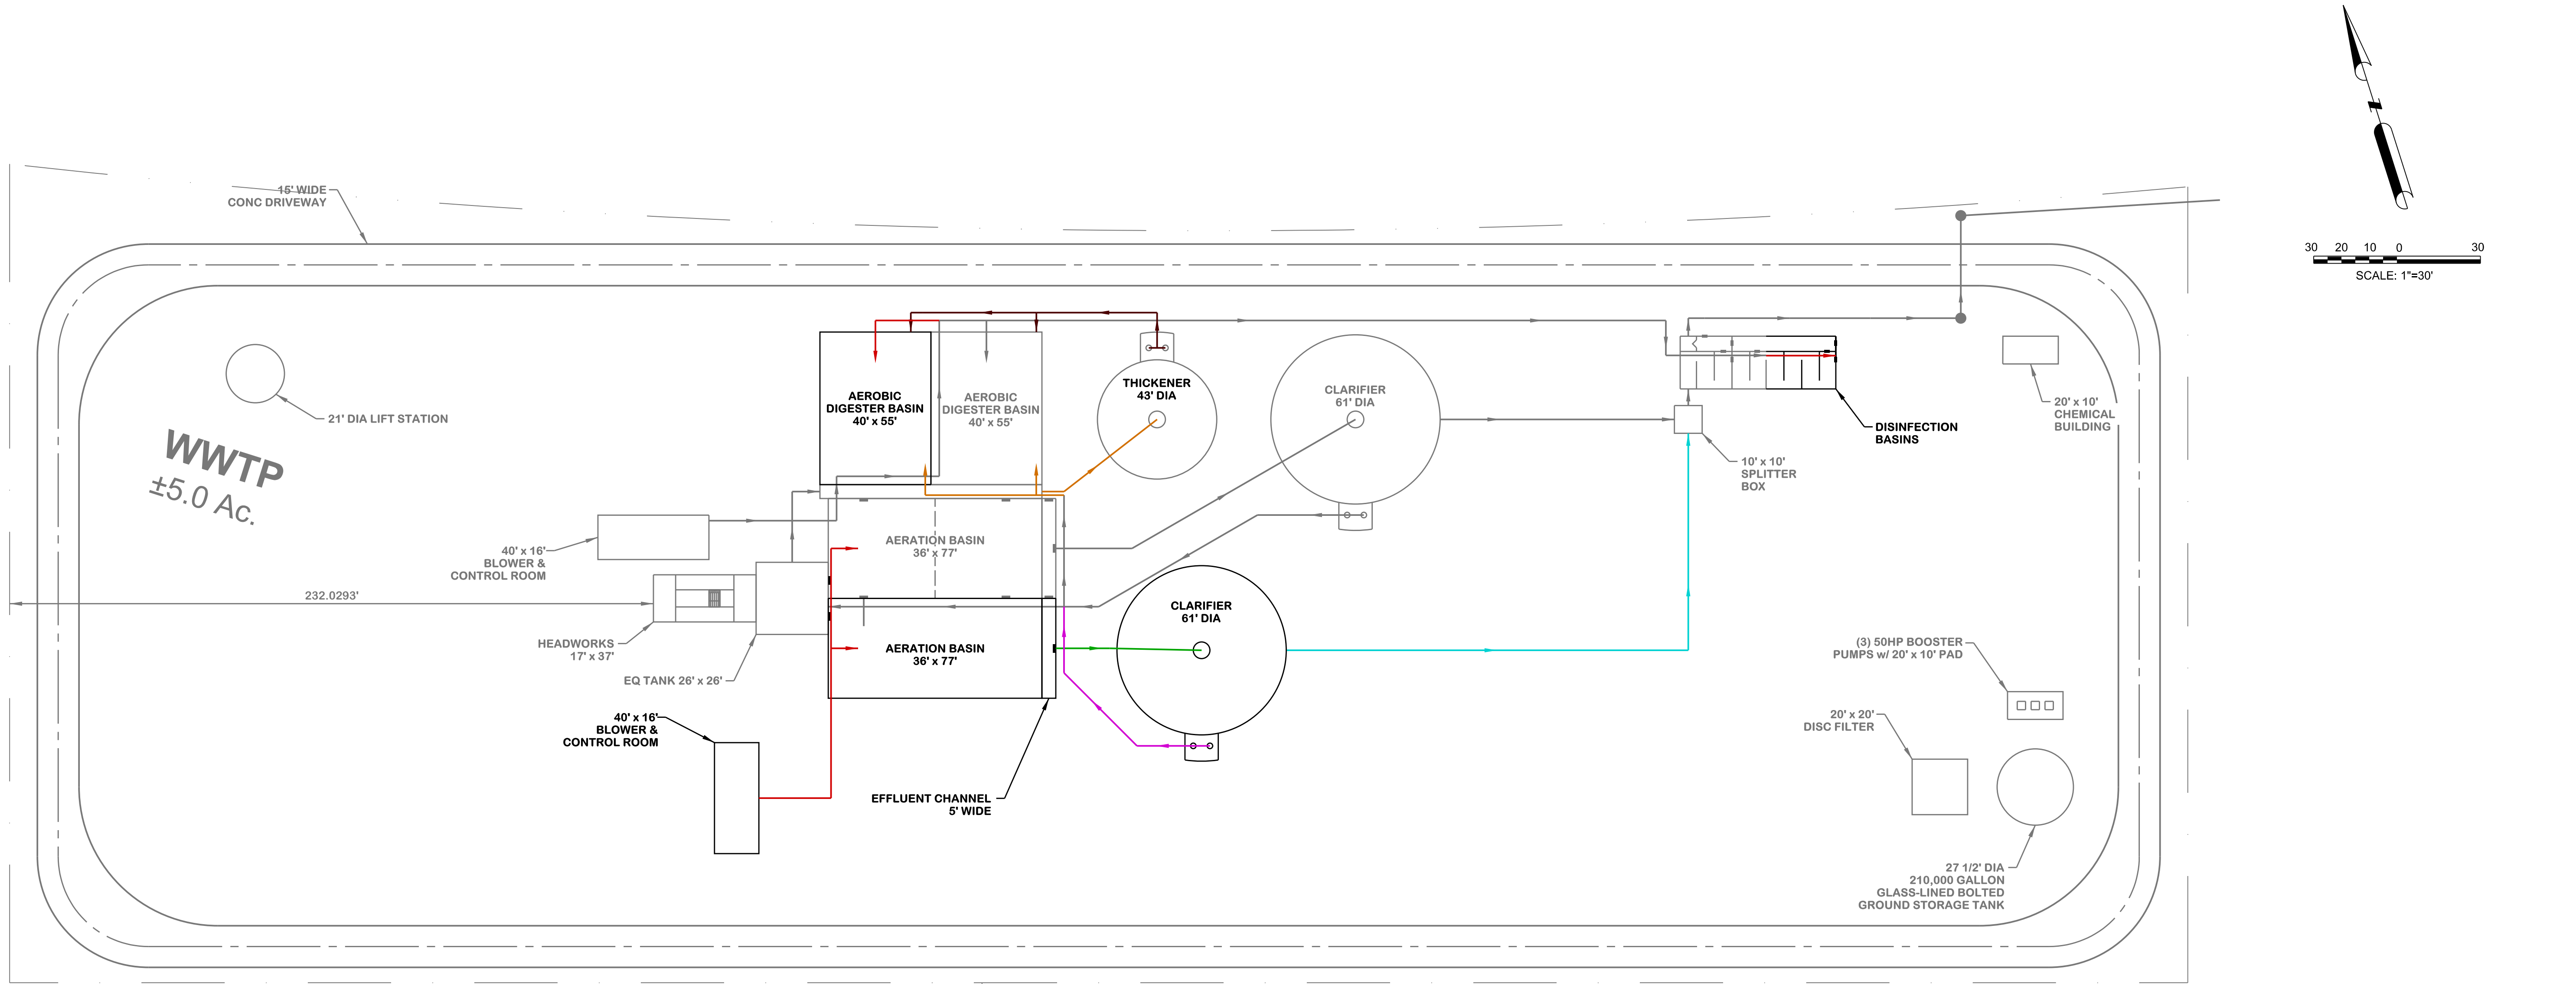 15' WIDE
CONC DRIVEWAY
30 20 10 0 30
SCALE: 1"=30'
N
21' DIA LIFT STATION
WWTP
±5.0 Ac.
AEROBIC
DIGESTER BASIN
40' x 55'
AEROBIC
DIGESTER BASIN
40' x 55'
THICKENER
43' DIA
CLARIFIER
61' DIA
DISINFECTION
BASINS
20' x 10'
CHEMICAL
BUILDING
10' x 10'
SPLITTER
BOX
40' x 16'
BLOWER &
CONTROL ROOM
AERATION BASIN
36' x 77'
232.0293'
HEADWORKS
17' x 37'
EQ TANK 26' x 26'
CLARIFIER
61' DIA
AERATION BASIN
36' x 77'
(3) 50HP BOOSTER
PUMPS w/ 20' x 10' PAD
40' x 16'
BLOWER &
CONTROL ROOM
20' x 20'
DISC FILTER
EFFLUENT CHANNEL
5' WIDE
27 1/2' DIA
210,000 GALLON
GLASS-LINED BOLTED
GROUND STORAGE TANK